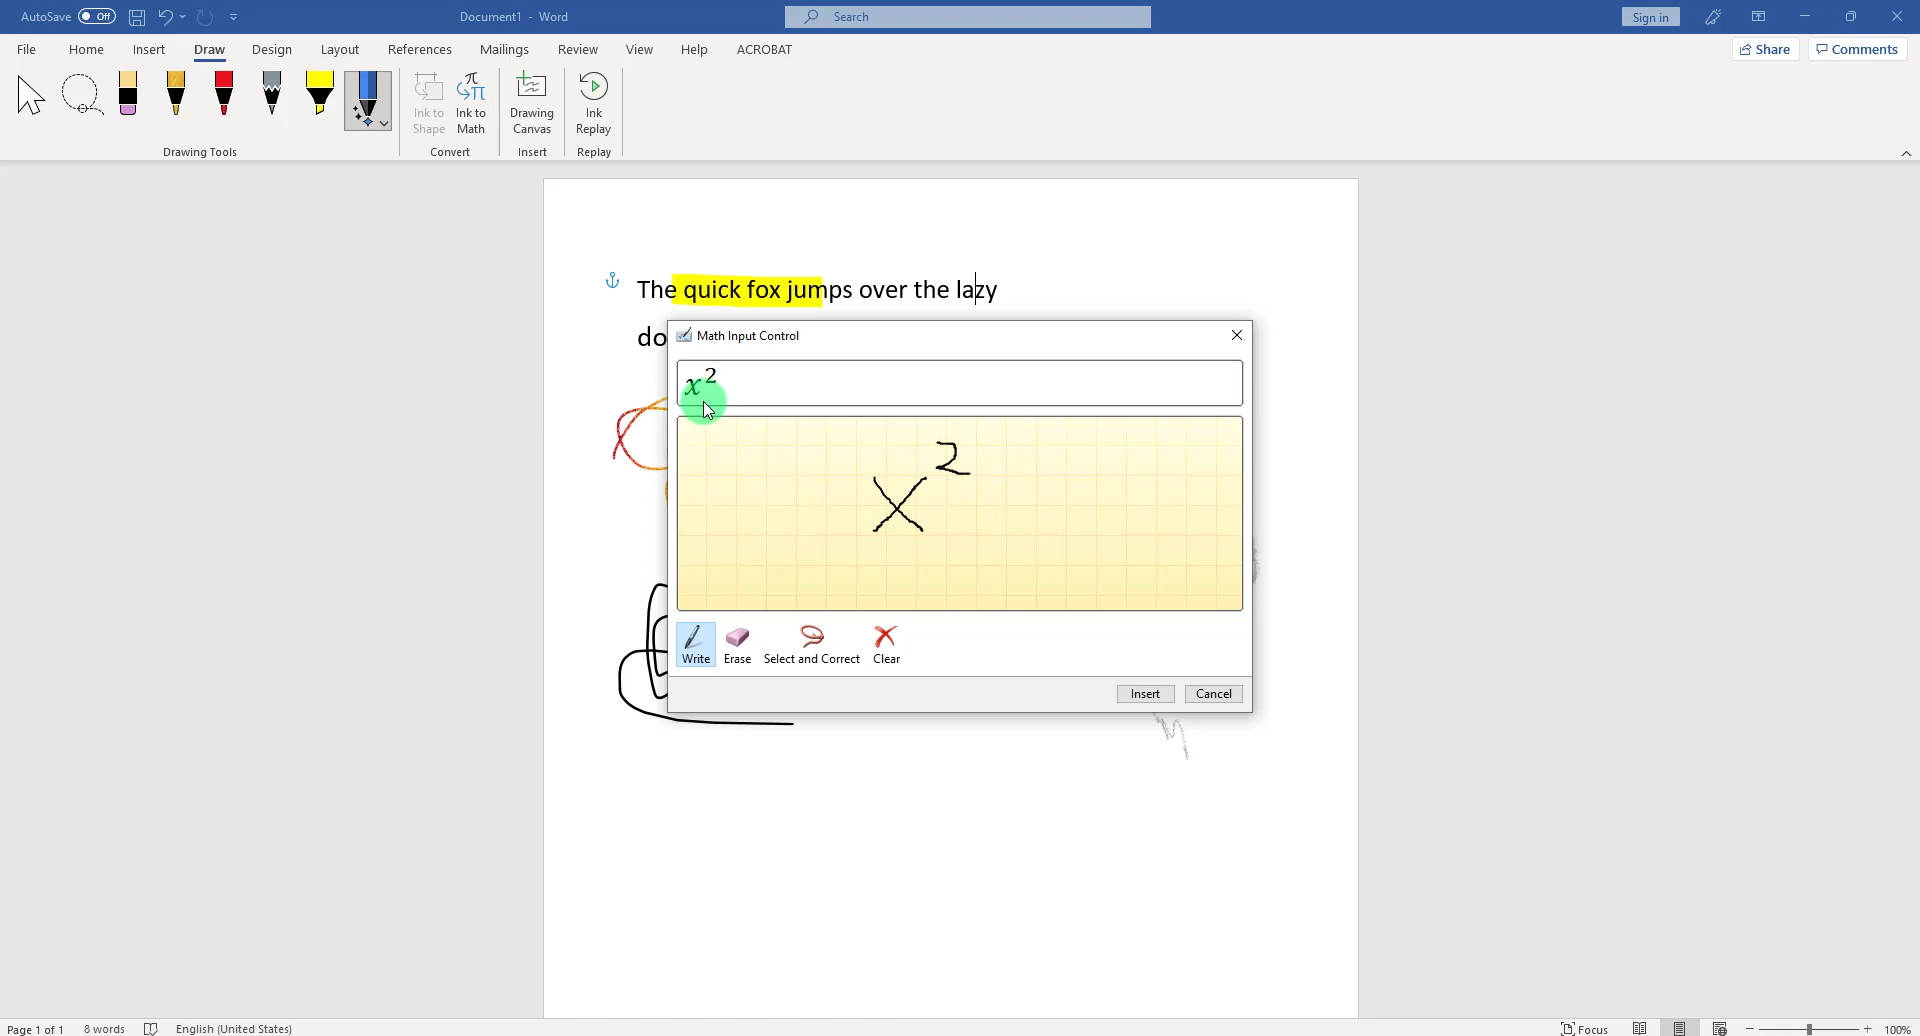 AutoSave Off Document1 - Word Search Sign in
File Home Insert Draw Design Layout References Mailings Review View Help ACROBAT Share Comments
Ink to Shape
Ink to Math
Drawing Canvas
Ink Replay
Drawing Tools Convert Insert Replay
The quick fox jumps over the lazy
do
Math Input Control
x²
x²
Write Erase Select and Correct Clear
Insert Cancel
Page 1 of 1 8 words English (United States) Focus 100%